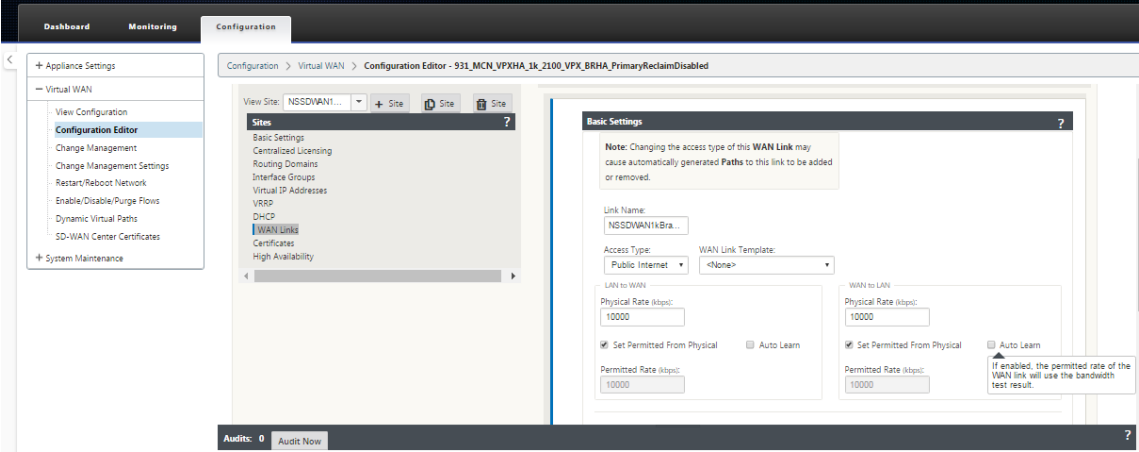 Dashboard Monitoring Configuration
+ Appliance Settings
− Virtual WAN
View Configuration
Configuration Editor
Change Management
Change Management Settings
Restart/Reboot Network
Enable/Disable/Purge Flows
Dynamic Virtual Paths
SD-WAN Center Certificates
+ System Maintenance
Configuration > Virtual WAN > Configuration Editor - 931_MCN_VPXHA_1k_2100_VPX_BRHA_PrimaryReclaimDisabled
View Site: NSSDWAN1... + Site Site Site
Sites ?
Basic Settings
Centralized Licensing
Routing Domains
Interface Groups
Virtual IP Addresses
VRRP
DHCP
WAN Links
Certificates
High Availability
Basic Settings ?
Note: Changing the access type of this WAN Link may
cause automatically generated Paths to this link to be added
or removed.
Link Name:
NSSDWAN1kBra...
Access Type: WAN Link Template:
Public Internet <None>
LAN to WAN
Physical Rate (kbps):
10000
Set Permitted From Physical Auto Learn
Permitted Rate (kbps):
10000
WAN to LAN
Physical Rate (kbps):
10000
Set Permitted From Physical Auto Learn
Permitted Rate (kbps):
10000
If enabled, the permitted rate of the
WAN link will use the bandwidth
test result.
Audits: 0 Audit Now ?